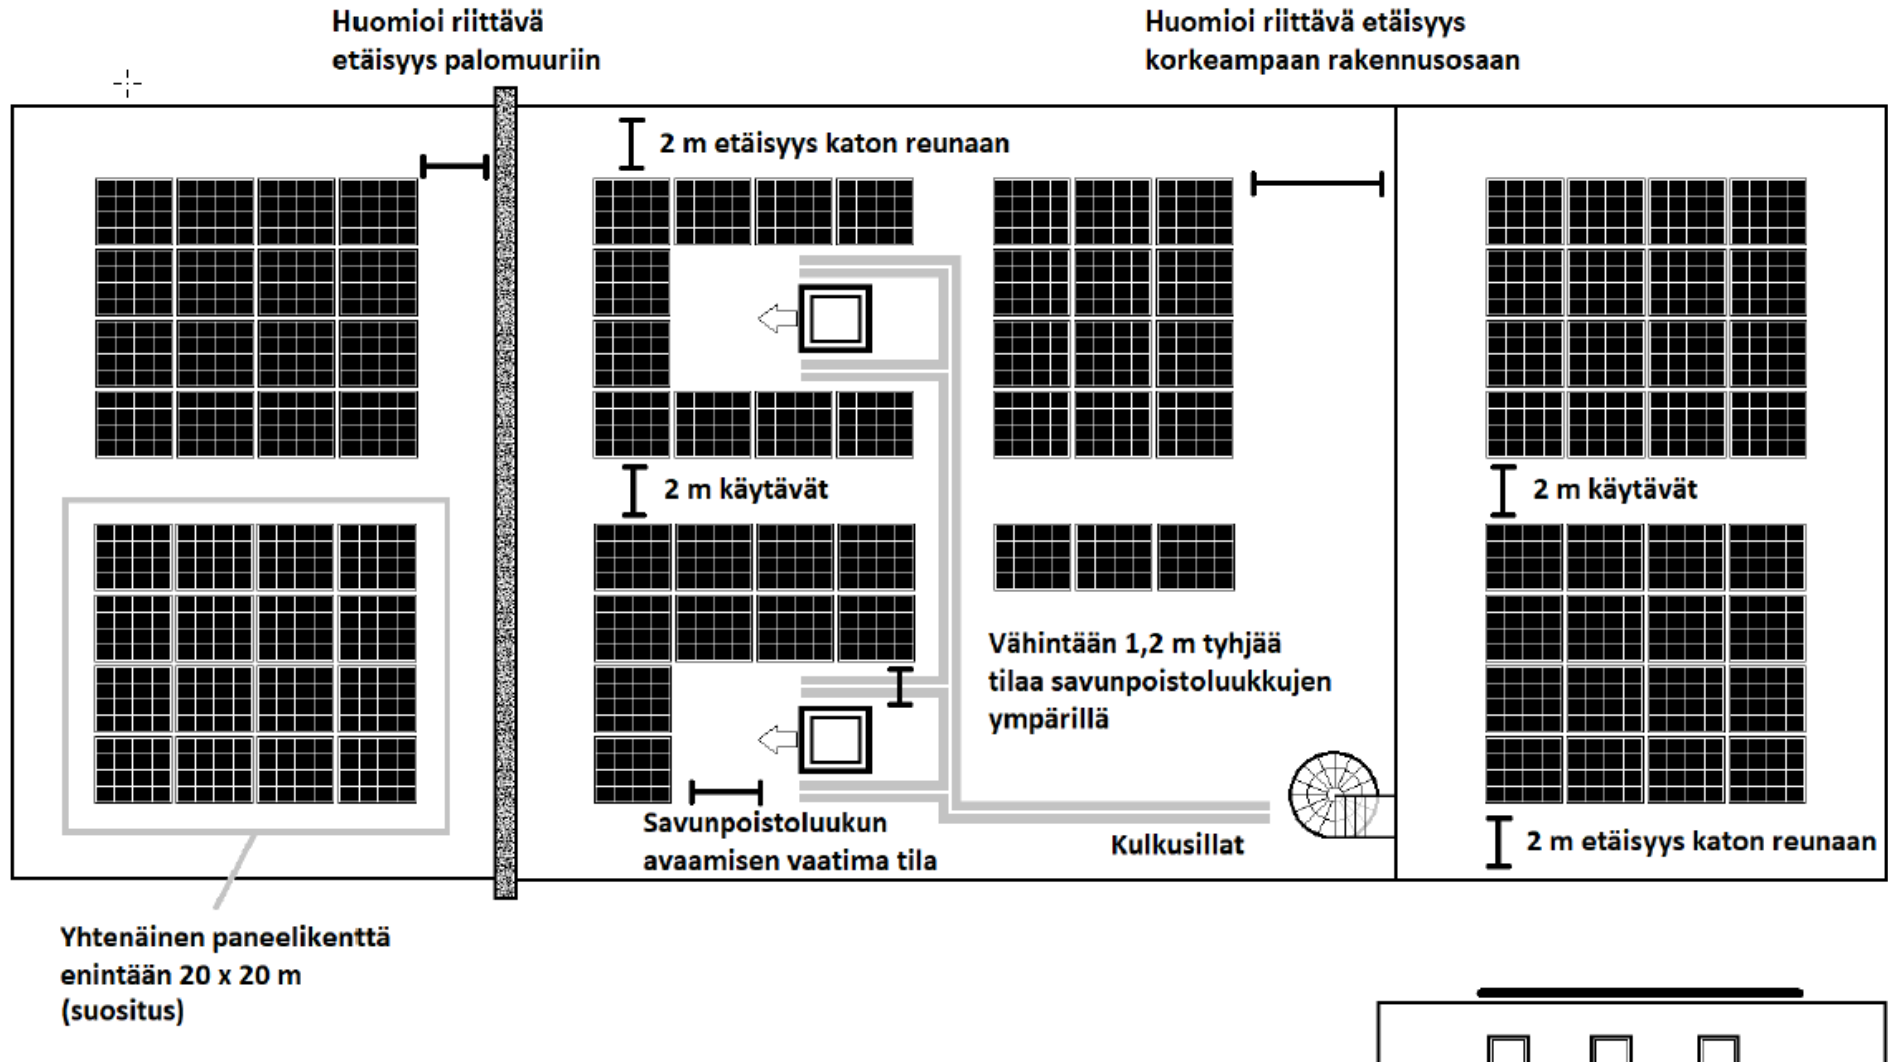 Huomioi riittävä
etäisyys palomuuriin
Huomioi riittävä etäisyys
korkeampaan rakennusosaan
2 m etäisyys katon reunaan
2 m käytävät
2 m käytävät
Vähintään 1,2 m tyhjää
tilaa savunpoistoluukkujen
ympärillä
Savunpoistoluukun
avaamisen vaatima tila
Kulkusillat
2 m etäisyys katon reunaan
Yhtenäinen paneelikenttä
enintään 20 x 20 m
(suositus)